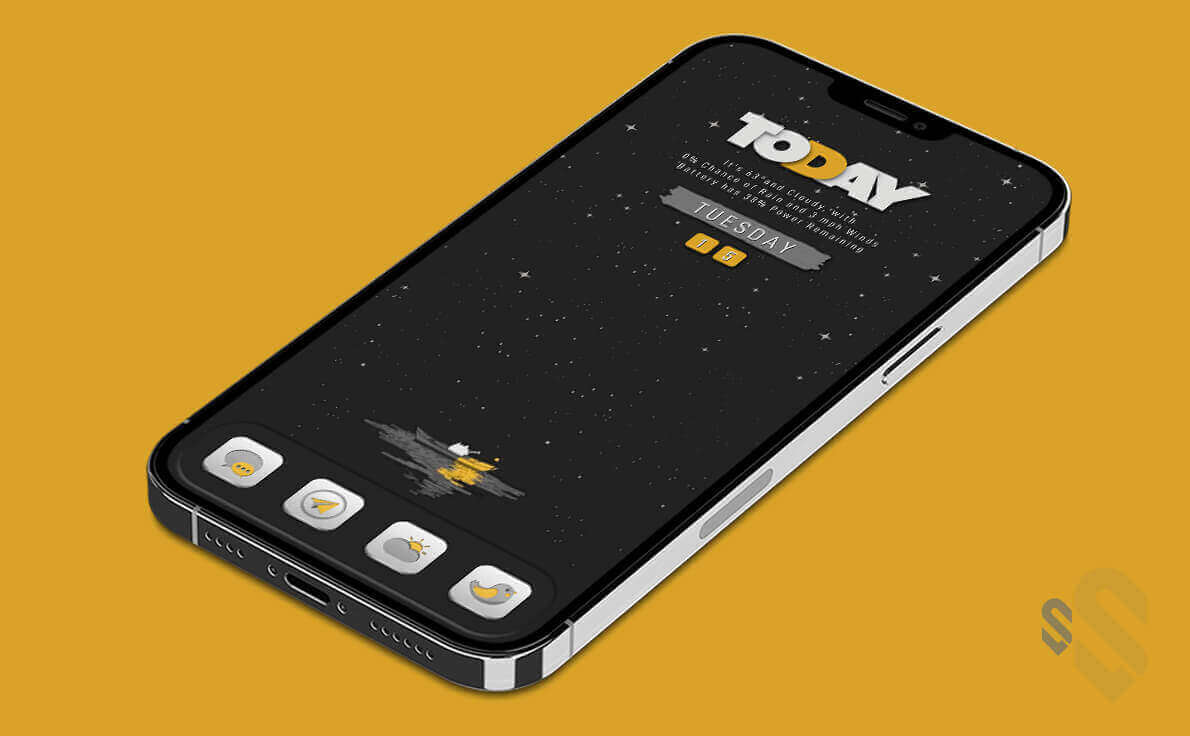 TODAY
It's 63° and Cloudy, with
0% Chance of Rain and 3 mph Winds
Battery has 38% Power Remaining
TUESDAY
1 5